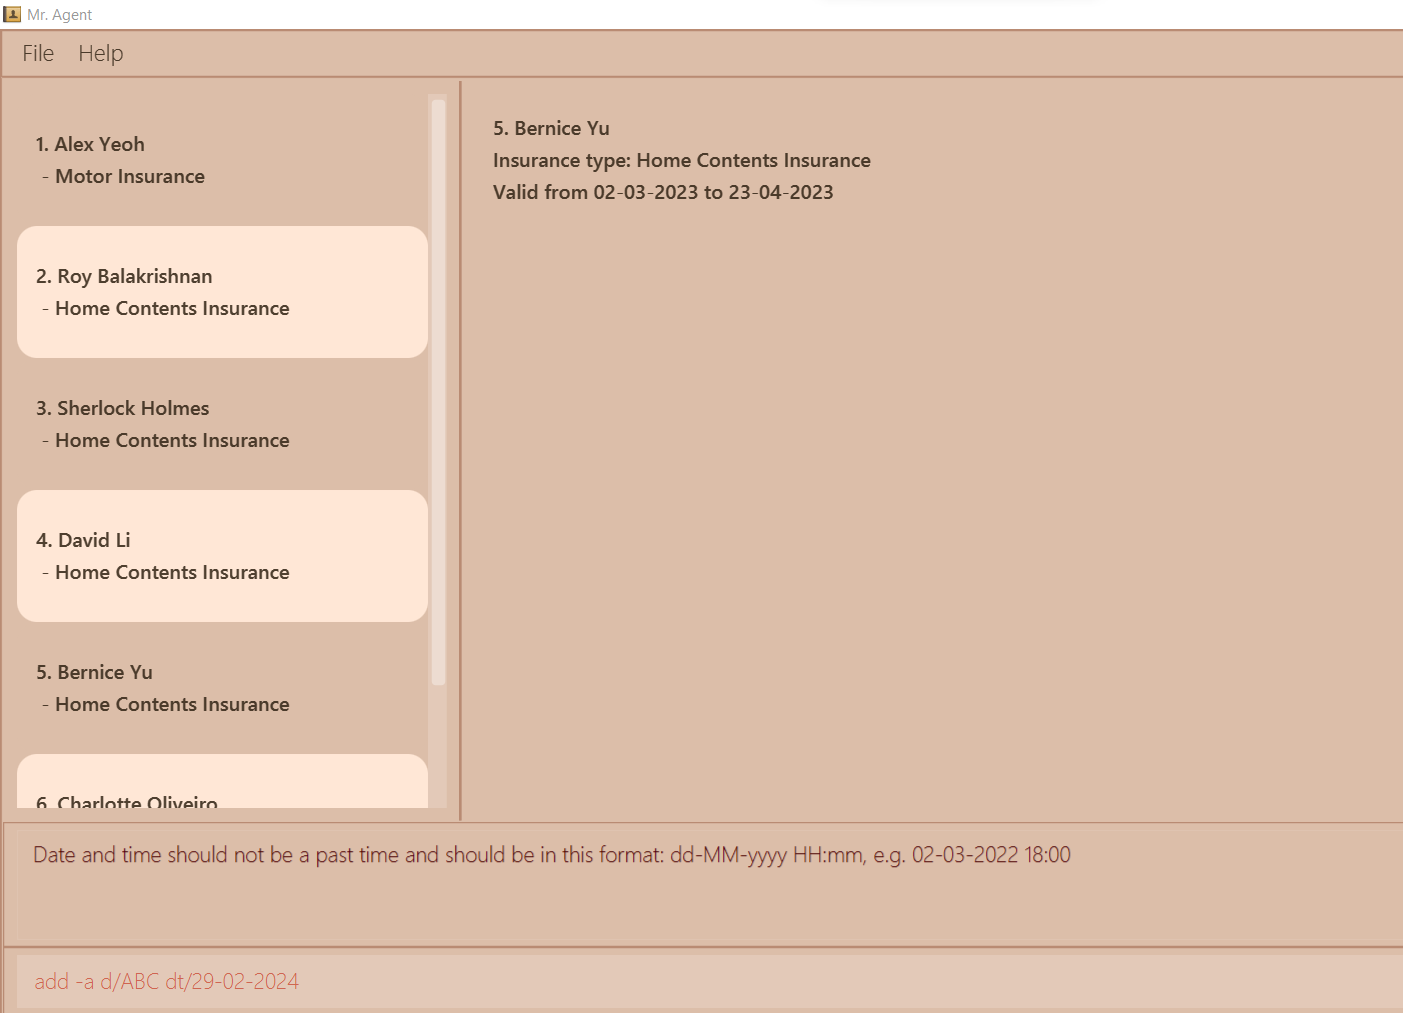 Mr. Agent
File Help
1. Alex Yeoh
- Motor Insurance
2. Roy Balakrishnan
- Home Contents Insurance
3. Sherlock Holmes
- Home Contents Insurance
4. David Li
- Home Contents Insurance
5. Bernice Yu
- Home Contents Insurance
6. Charlotte Oliveiro
5. Bernice Yu
Insurance type: Home Contents Insurance
Valid from 02-03-2023 to 23-04-2023
Date and time should not be a past time and should be in this format: dd-MM-yyyy HH:mm, e.g. 02-03-2022 18:00
add -a d/ABC dt/29-02-2024